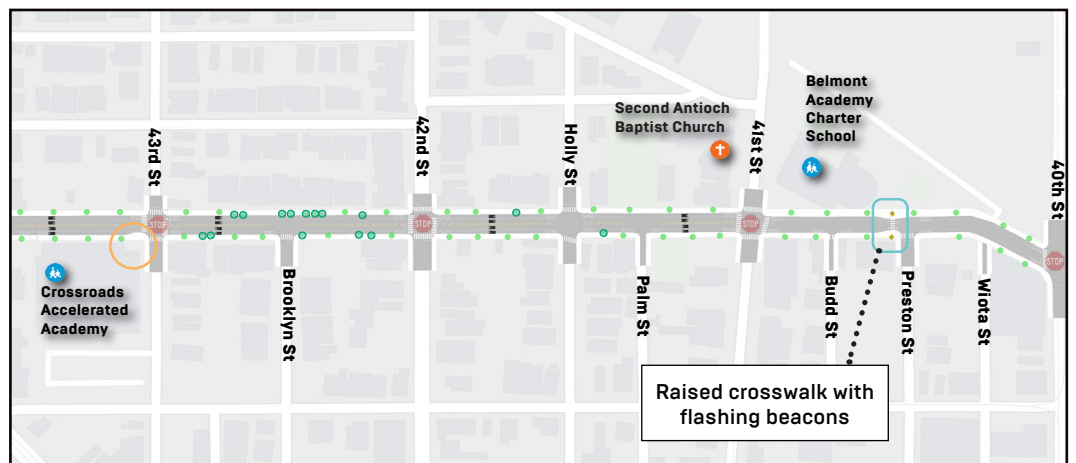 Belmont
Academy
Charter
School
Second Antioch
Baptist Church
43rd St
42nd St
Holly St
41st St
40th St
STOP
STOP
STOP
STOP
Crossroads
Accelerated
Academy
Brooklyn St
Palm St
Budd St
Preston St
Wiota St
Raised crosswalk with
flashing beacons